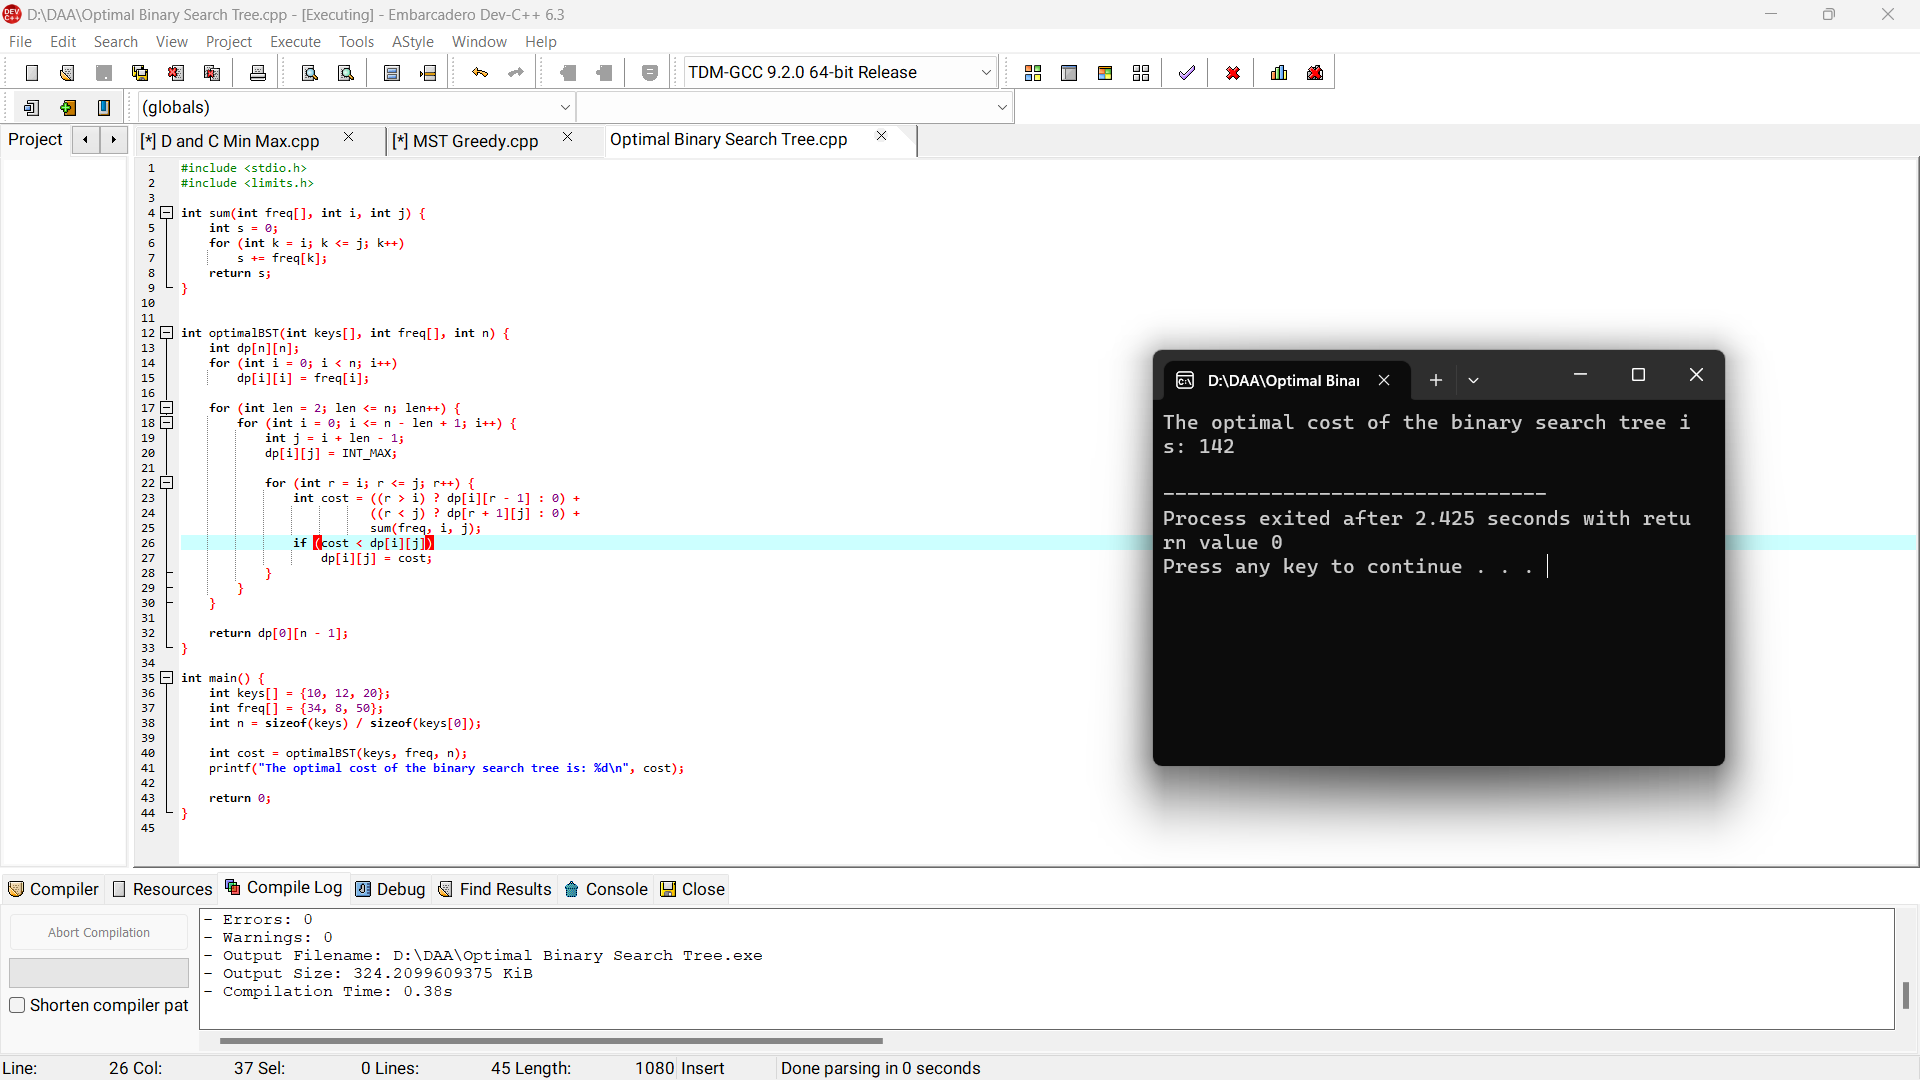 D:\DAA\Optimal Binary Search Tree.cpp - [Executing] - Embarcadero Dev-C++ 6.3
File Edit Search View Project Execute Tools AStyle Window Help
TDM-GCC 9.2.0 64-bit Release
(globals)
Project
[*] D and C Min Max.cpp
[*] MST Greedy.cpp
Optimal Binary Search Tree.cpp
1 #include <stdio.h>
2 #include <limits.h>
3
4 int sum(int freq[], int i, int j) {
5     int s = 0;
6     for (int k = i; k <= j; k++)
7         s += freq[k];
8     return s;
9 }
10
11
12 int optimalBST(int keys[], int freq[], int n) {
13     int dp[n][n];
14     for (int i = 0; i < n; i++)
15         dp[i][i] = freq[i];
16
17     for (int len = 2; len <= n; len++) {
18         for (int i = 0; i <= n - len + 1; i++) {
19             int j = i + len - 1;
20             dp[i][j] = INT_MAX;
21
22             for (int r = i; r <= j; r++) {
23                 int cost = ((r > i) ? dp[i][r - 1] : 0) +
24                            ((r < j) ? dp[r + 1][j] : 0) +
25                            sum(freq, i, j);
26                 if (cost < dp[i][j])
27                     dp[i][j] = cost;
28             }
29         }
30     }
31
32     return dp[0][n - 1];
33 }
34
35 int main() {
36     int keys[] = {10, 12, 20};
37     int freq[] = {34, 8, 50};
38     int n = sizeof(keys) / sizeof(keys[0]);
39
40     int cost = optimalBST(keys, freq, n);
41     printf("The optimal cost of the binary search tree is: %d\n", cost);
42
43     return 0;
44 }
45
D:\DAA\Optimal Binar
The optimal cost of the binary search tree i
s: 142
--------------------------------
Process exited after 2.425 seconds with retu
rn value 0
Press any key to continue . . .
Compiler Resources Compile Log Debug Find Results Console Close
Abort Compilation
Shorten compiler pat
- Errors: 0
- Warnings: 0
- Output Filename: D:\DAA\Optimal Binary Search Tree.exe
- Output Size: 324.2099609375 KiB
- Compilation Time: 0.38s
Line: 26 Col: 37 Sel: 0 Lines: 45 Length: 1080 Insert Done parsing in 0 seconds